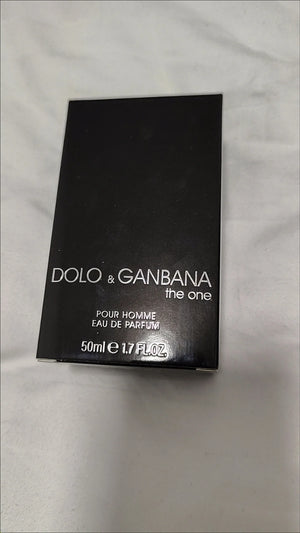 DOLO & GANBANA
the one
POUR HOMME
EAU DE PARFUM
50ml e 1.7 FL.OZ.